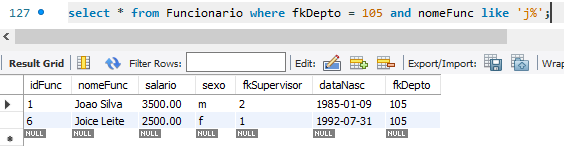 127 select * from Funcionario where fkDepto = 105 and nomeFunc like 'j%';
Result Grid Filter Rows: Edit: Export/Import: Wrap
idFunc nomeFunc salario sexo fkSupervisor dataNasc fkDepto
1 Joao Silva 3500.00 m 2 1985-01-09 105
6 Joice Leite 2500.00 f 1 1992-07-31 105
NULL NULL NULL NULL NULL NULL NULL